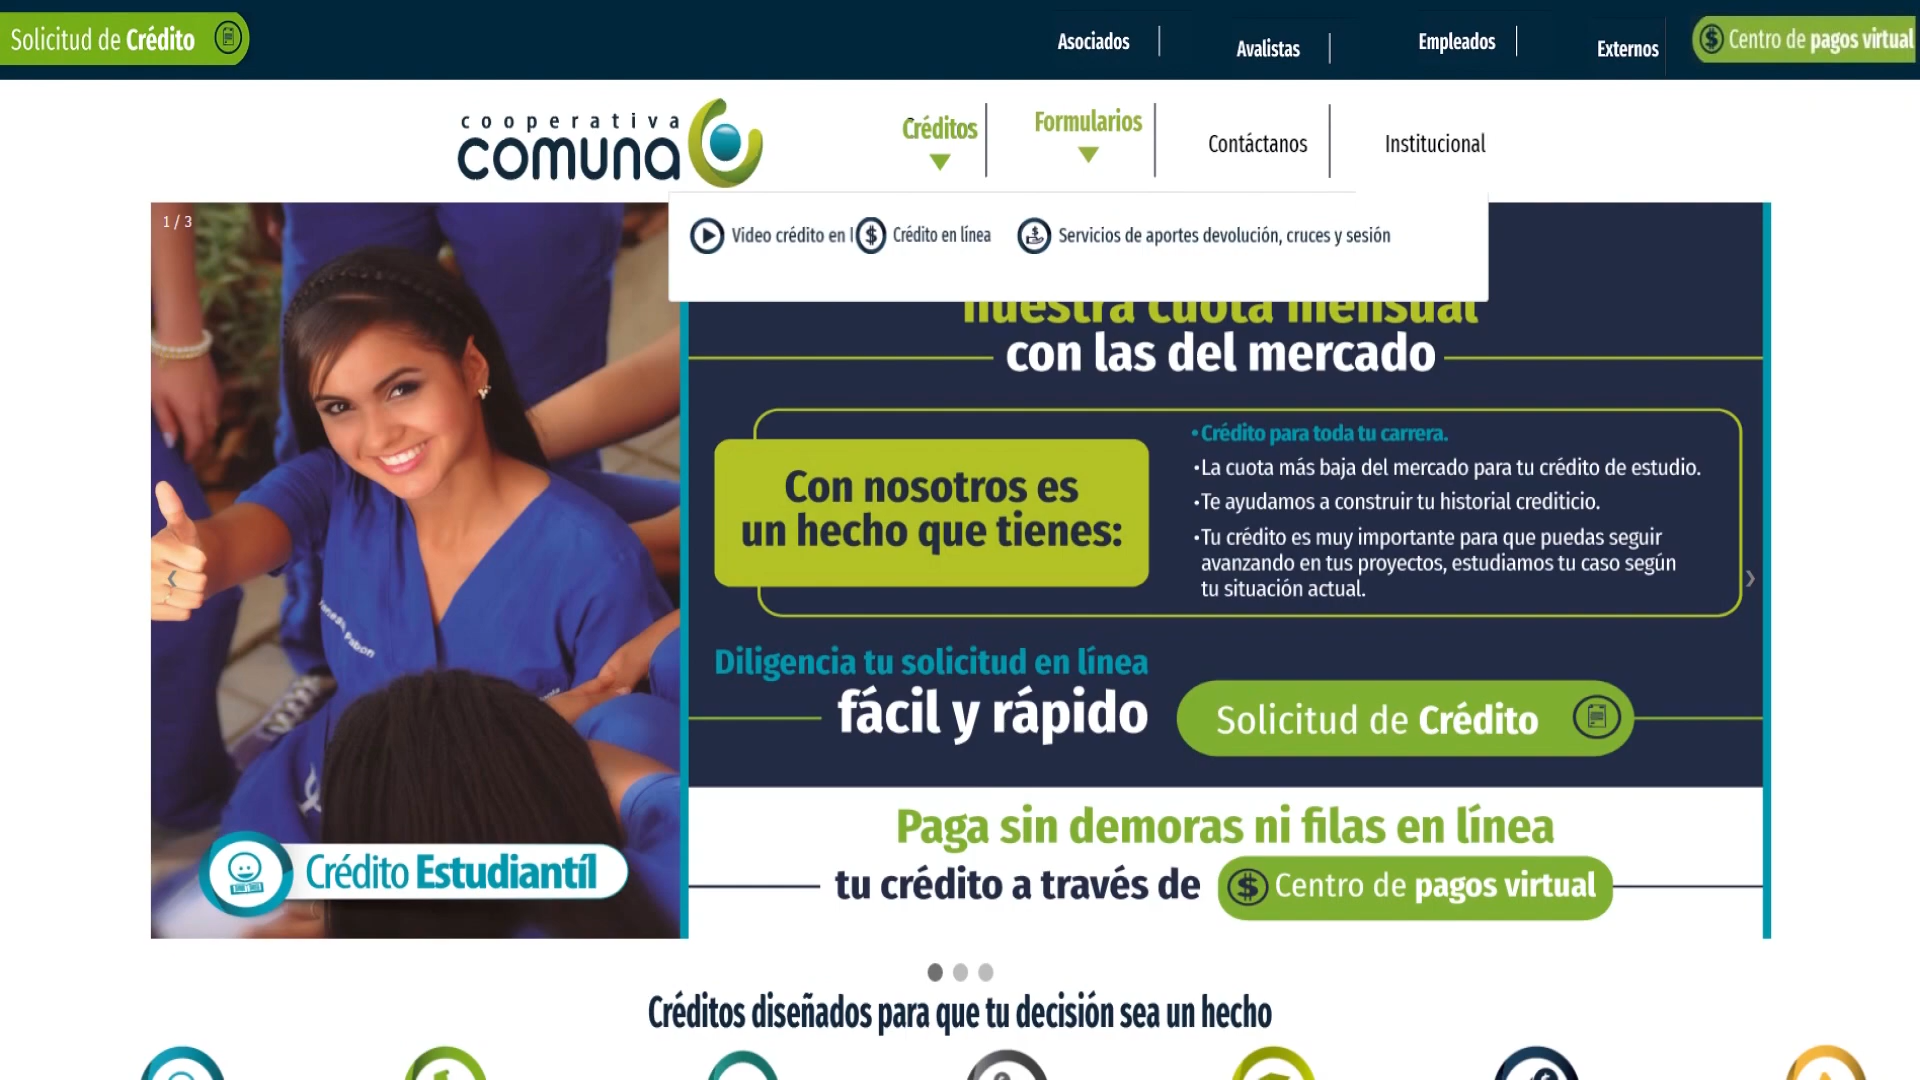 Solicitud de Crédito
Asociados
Avalistas
Empleados
Externos
Centro de pagos virtual
cooperativa
comuna
Créditos
Formularios
Contáctanos
Institucional
1 / 3
Video crédito en l
Crédito en línea
Servicios de aportes devolución, cruces y sesión
nuestra cuota mensual
con las del mercado
Con nosotros es
un hecho que tienes:
•Crédito para toda tu carrera.
•La cuota más baja del mercado para tu crédito de estudio.
•Te ayudamos a construir tu historial crediticio.
•Tu crédito es muy importante para que puedas seguir
avanzando en tus proyectos, estudiamos tu caso según
tu situación actual.
Diligencia tu solicitud en línea
fácil y rápido
Solicitud de Crédito
Crédito Estudiantíl
Paga sin demoras ni filas en línea
tu crédito a través de
Centro de pagos virtual
Créditos diseñados para que tu decisión sea un hecho